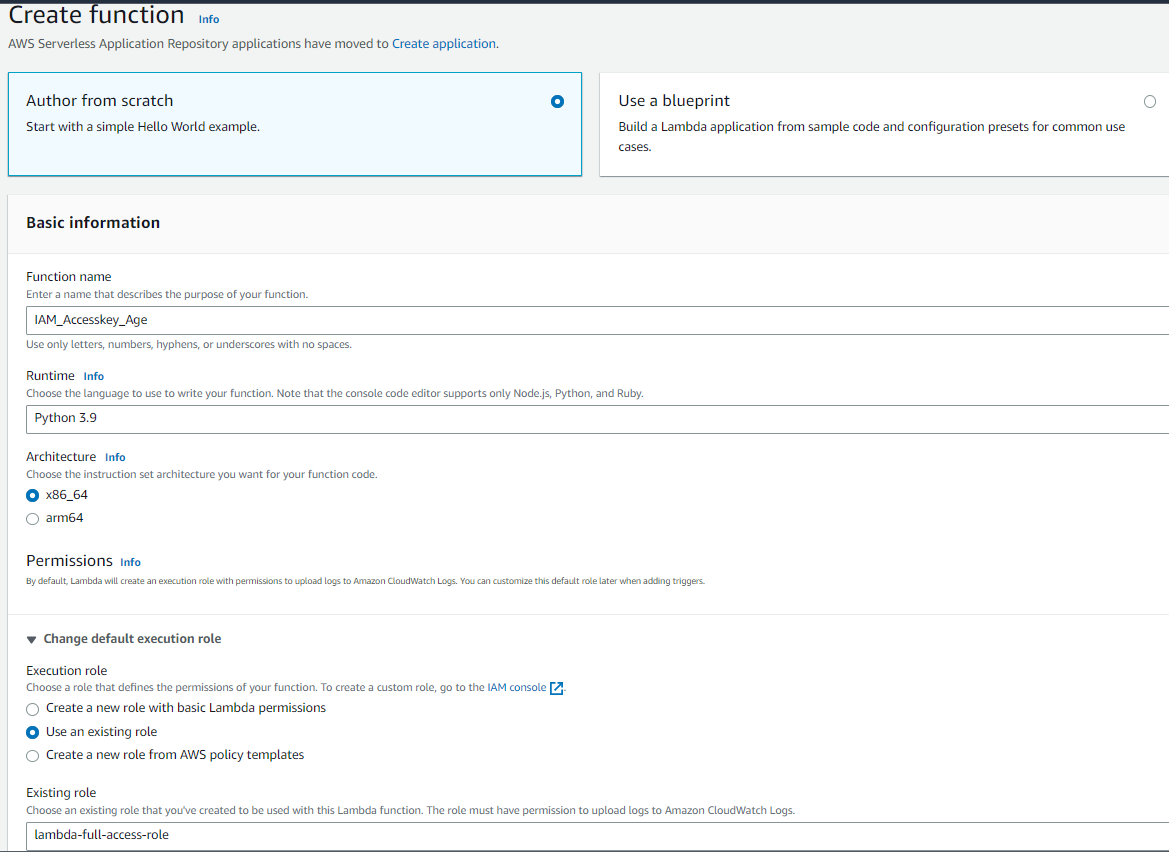 Create function Info
AWS Serverless Application Repository applications have moved to Create application.
Author from scratch
Start with a simple Hello World example.
Use a blueprint
Build a Lambda application from sample code and configuration presets for common use
cases.
Basic information
Function name
Enter a name that describes the purpose of your function.
IAM_Accesskey_Age
Use only letters, numbers, hyphens, or underscores with no spaces.
Runtime Info
Choose the language to use to write your function. Note that the console code editor supports only Node.js, Python, and Ruby.
Python 3.9
Architecture Info
Choose the instruction set architecture you want for your function code.
x86_64
arm64
Permissions Info
By default, Lambda will create an execution role with permissions to upload logs to Amazon CloudWatch Logs. You can customize this default role later when adding triggers.
Change default execution role
Execution role
Choose a role that defines the permissions of your function. To create a custom role, go to the IAM console.
Create a new role with basic Lambda permissions
Use an existing role
Create a new role from AWS policy templates
Existing role
Choose an existing role that you've created to be used with this Lambda function. The role must have permission to upload logs to Amazon CloudWatch Logs.
lambda-full-access-role